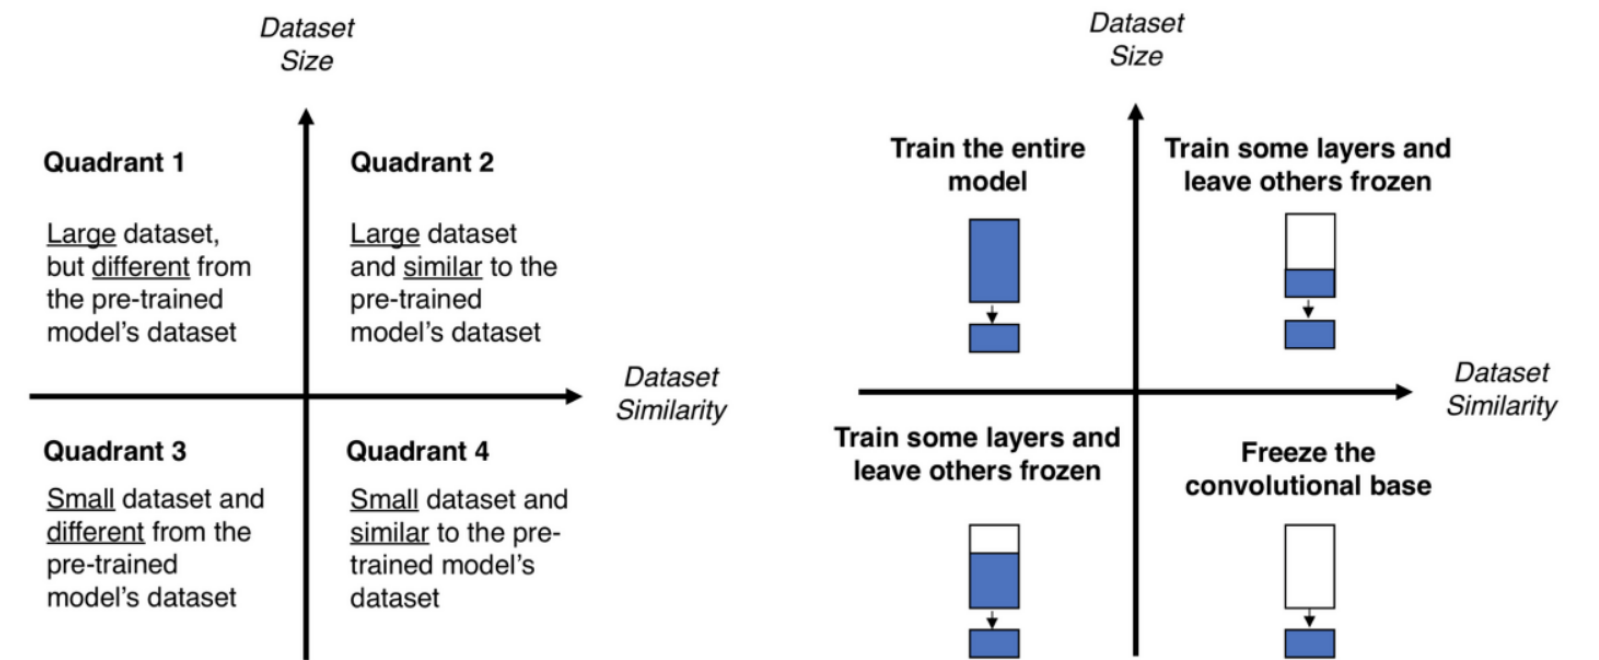 Dataset
Size
Quadrant 1
Large dataset,
but different from
the pre-trained
model's dataset
Quadrant 2
Large dataset
and similar to the
pre-trained
model's dataset
Dataset
Similarity
Quadrant 3
Small dataset and
different from the
pre-trained
model's dataset
Quadrant 4
Small dataset and
similar to the pre-
trained model's
dataset
Dataset
Size
Train the entire
model
Train some layers and
leave others frozen
Dataset
Similarity
Train some layers and
leave others frozen
Freeze the
convolutional base